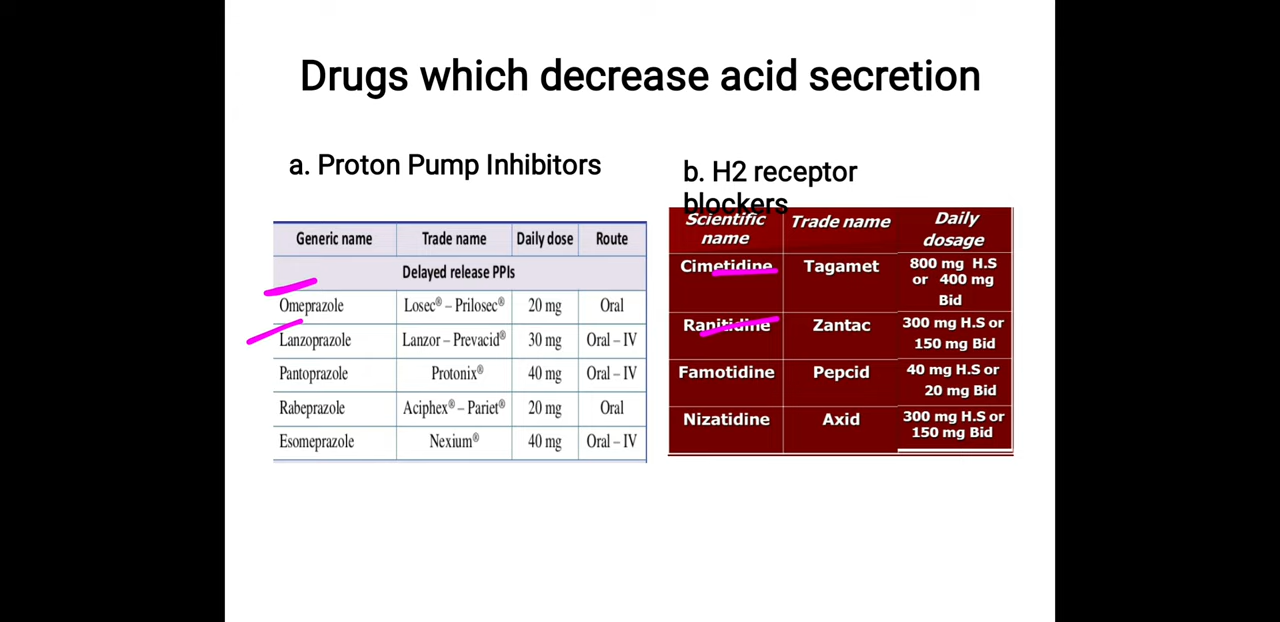 Drugs which decrease acid secretion
a. Proton Pump Inhibitors
Generic name Trade name Daily dose Route
Delayed release PPIs
Omeprazole Losec® – Prilosec® 20 mg Oral
Lanzoprazole Lanzor – Prevacid® 30 mg Oral – IV
Pantoprazole Protonix® 40 mg Oral – IV
Rabeprazole Aciphex® – Pariet® 20 mg Oral
Esomeprazole Nexium® 40 mg Oral – IV
b. H2 receptor
blockers
Scientific name Trade name Daily dosage
Cimetidine Tagamet 800 mg H.S or 400 mg Bid
Ranitidine Zantac 300 mg H.S or 150 mg Bid
Famotidine Pepcid 40 mg H.S or 20 mg Bid
Nizatidine Axid 300 mg H.S or 150 mg Bid